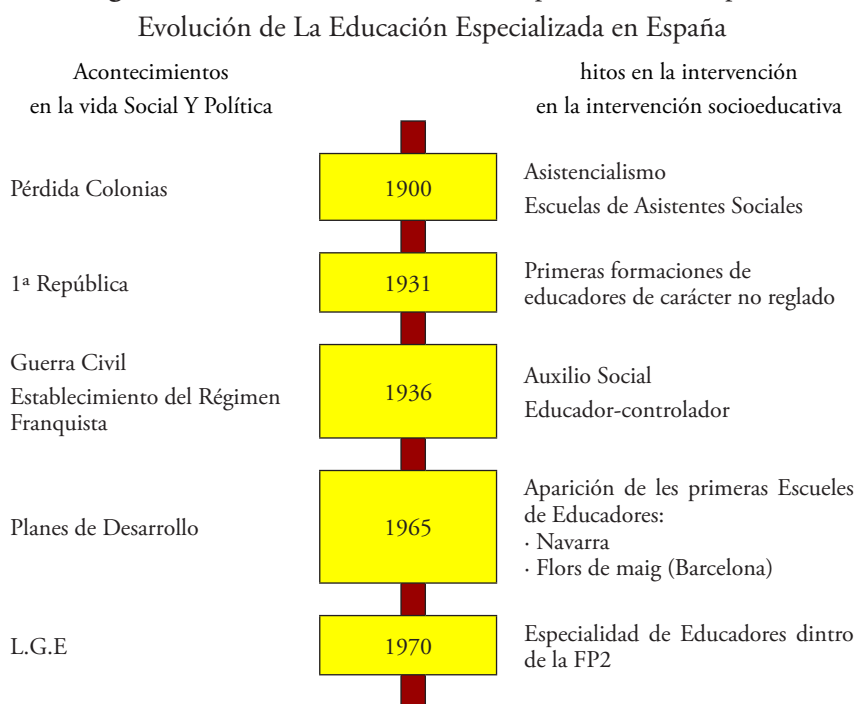 Evolución de La Educación Especializada en España
Acontecimientos
en la vida Social Y Política
hitos en la intervención
en la intervención socioeducativa
Pérdida Colonias
1900
Asistencialismo
Escuelas de Asistentes Sociales
1ª República
1931
Primeras formaciones de
educadores de carácter no reglado
Guerra Civil
Establecimiento del Régimen
Franquista
1936
Auxilio Social
Educador-controlador
Planes de Desarrollo
1965
Aparición de les primeras Escueles
de Educadores:
· Navarra
· Flors de maig (Barcelona)
L.G.E
1970
Especialidad de Educadores dintro
de la FP2